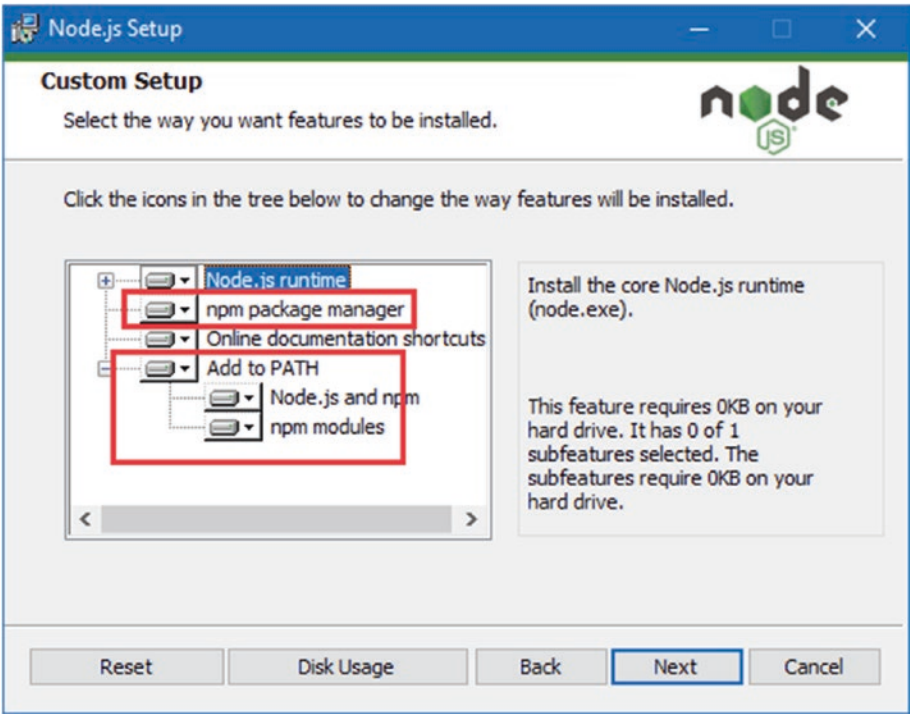 Node.js Setup
Custom Setup
Select the way you want features to be installed.
node
JS
Click the icons in the tree below to change the way features will be installed.
Node.js runtime
npm package manager
Online documentation shortcuts
Add to PATH
Node.js and npm
npm modules
Install the core Node.js runtime
(node.exe).
This feature requires 0KB on your
hard drive. It has 0 of 1
subfeatures selected. The
subfeatures require 0KB on your
hard drive.
Reset
Disk Usage
Back
Next
Cancel